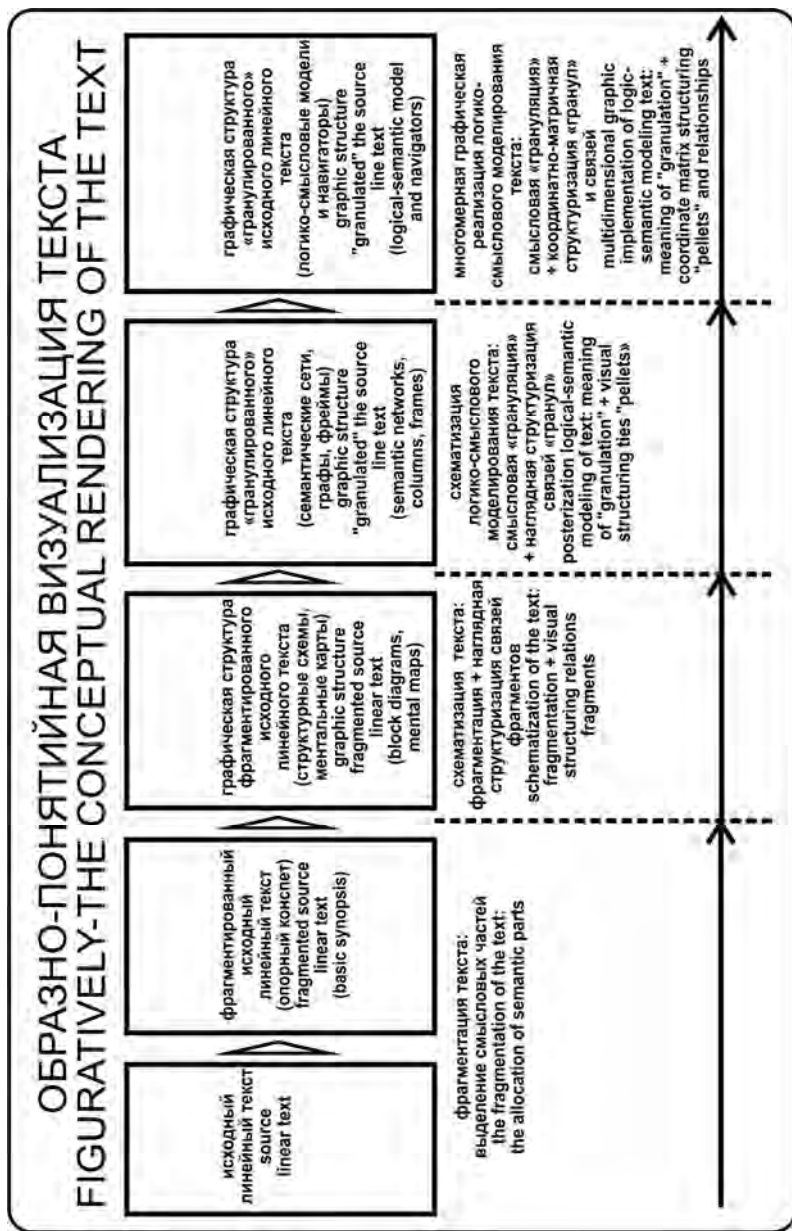 ОБРАЗНО-ПОНЯТИЙНАЯ ВИЗУАЛИЗАЦИЯ ТЕКСТА
FIGURATIVELY-THE CONCEPTUAL RENDERING OF THE TEXT
исходный
линейный текст
source
linear text
фрагментированный
исходный
линейный текст
(опорный конспет)
fragmented source
linear text
(basic synopsis)
графическая структура
фрагментированного
исходного
линейного текста
(структурные схемы,
ментальные карты)
graphic structure
fragmented source
linear text
(block diagrams,
mental maps)
графическая структура
«гранулированного»
исходного линейного
текста
(семантические сети,
графы, фреймы)
graphic structure
"granulated" the source
line text
(semantic networks,
columns, frames)
графическая структура
«гранулированного»
исходного линейного
текста
(логико-смысловые модели
и навигаторы)
graphic structure
"granulated" the source
line text
(logical-semantic model
and navigators)
фрагментация текста:
выделение смысловых частей
the fragmentation of the text:
the allocation of semantic parts
схематизация текста:
фрагментация + наглядная
структуризация связей
фрагментов
schematization of the text:
fragmentation + visual
structuring relations
fragments
схематизация
логико-смыслового
моделирования текста:
смысловая «грануляция»
+ наглядная структуризация
связей «гранул»
posterization logical-semantic
modeling of text: meaning
of "granulation" + visual
structuring ties "pellets»
многомерная графическая
реализация логико-
смыслового моделирования
текста:
смысловая «грануляция»
+ координатно-матричная
структуризация «гранул»
и связей
multidimensional graphic
implementation of logic-
semantic modeling text:
meaning of "granulation" +
coordinate matrix structuring
"pellets" and relationships